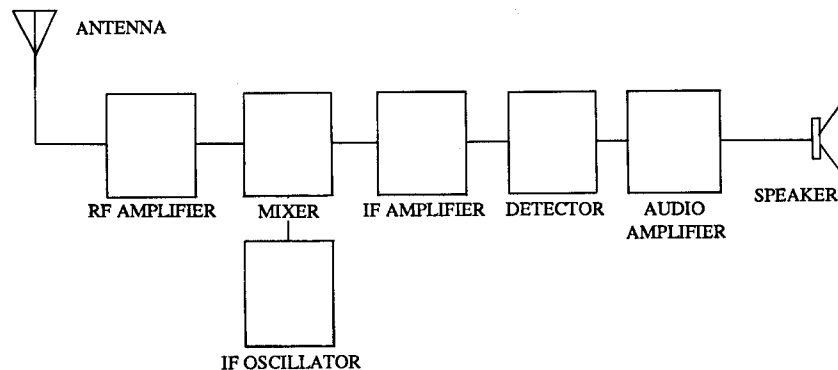 ANTENNA
RF AMPLIFIER
MIXER
IF AMPLIFIER
DETECTOR
AUDIO
AMPLIFIER
SPEAKER
IF OSCILLATOR